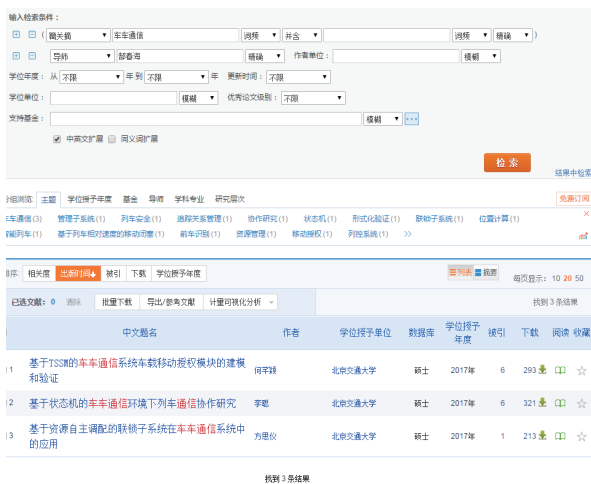 输入检索条件：
( 篇关摘 车车通信 词频 并含 词频 精确 )
导师 郜春海 精确 作者单位： 模糊
学位年度： 从 不限 年 到 不限 年 更新时间： 不限
学位单位： 模糊 优秀论文级别： 不限
支持基金： 模糊 ...
中英文扩展 同义词扩展
检 索
结果中检索
分组浏览： 主题 学位授予年度 基金 导师 学科专业 研究层次 免费订阅
车车通信(3) 管理子系统(1) 列车安全(1) 追踪关系管理(1) 协作研究(1) 状态机(1) 形式化验证(1) 联锁子系统(1) 位置计算(1) ×
智能列车(1) 基于列车相对速度的移动闭塞(1) 前车识别(1) 资源管理(1) 移动授权(1) 列控系统(1) >>
排序: 相关度 出版时间 被引 下载 学位授予年度 列表 摘要 每页显示： 10 20 50
已选文献： 0 清除 批量下载 导出/参考文献 计量可视化分析 找到 3 条结果
中文题名 作者 学位授予单位 数据库 学位授予年度 被引 下载 阅读 收藏
1 基于TSSM的车车通信系统车载移动授权模块的建模 何芊颖 北京交通大学 硕士 2017年 6 293
和验证
2 基于状态机的车车通信环境下列车通信协作研究 李聪 北京交通大学 硕士 2017年 6 321
3 基于资源自主调配的联锁子系统在车车通信系统中 方思仪 北京交通大学 硕士 2017年 1 213
的应用
找到 3 条结果